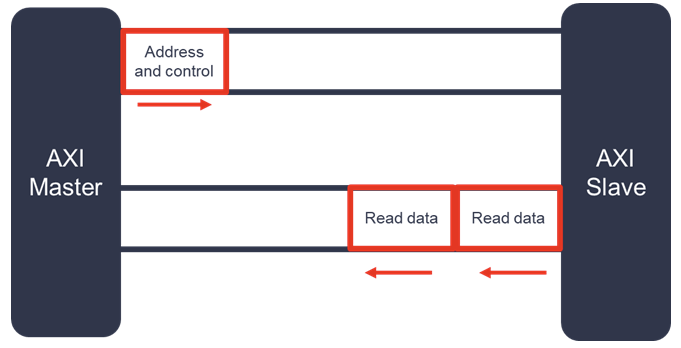 Address
and control
AXI
Master
AXI
Slave
Read data
Read data